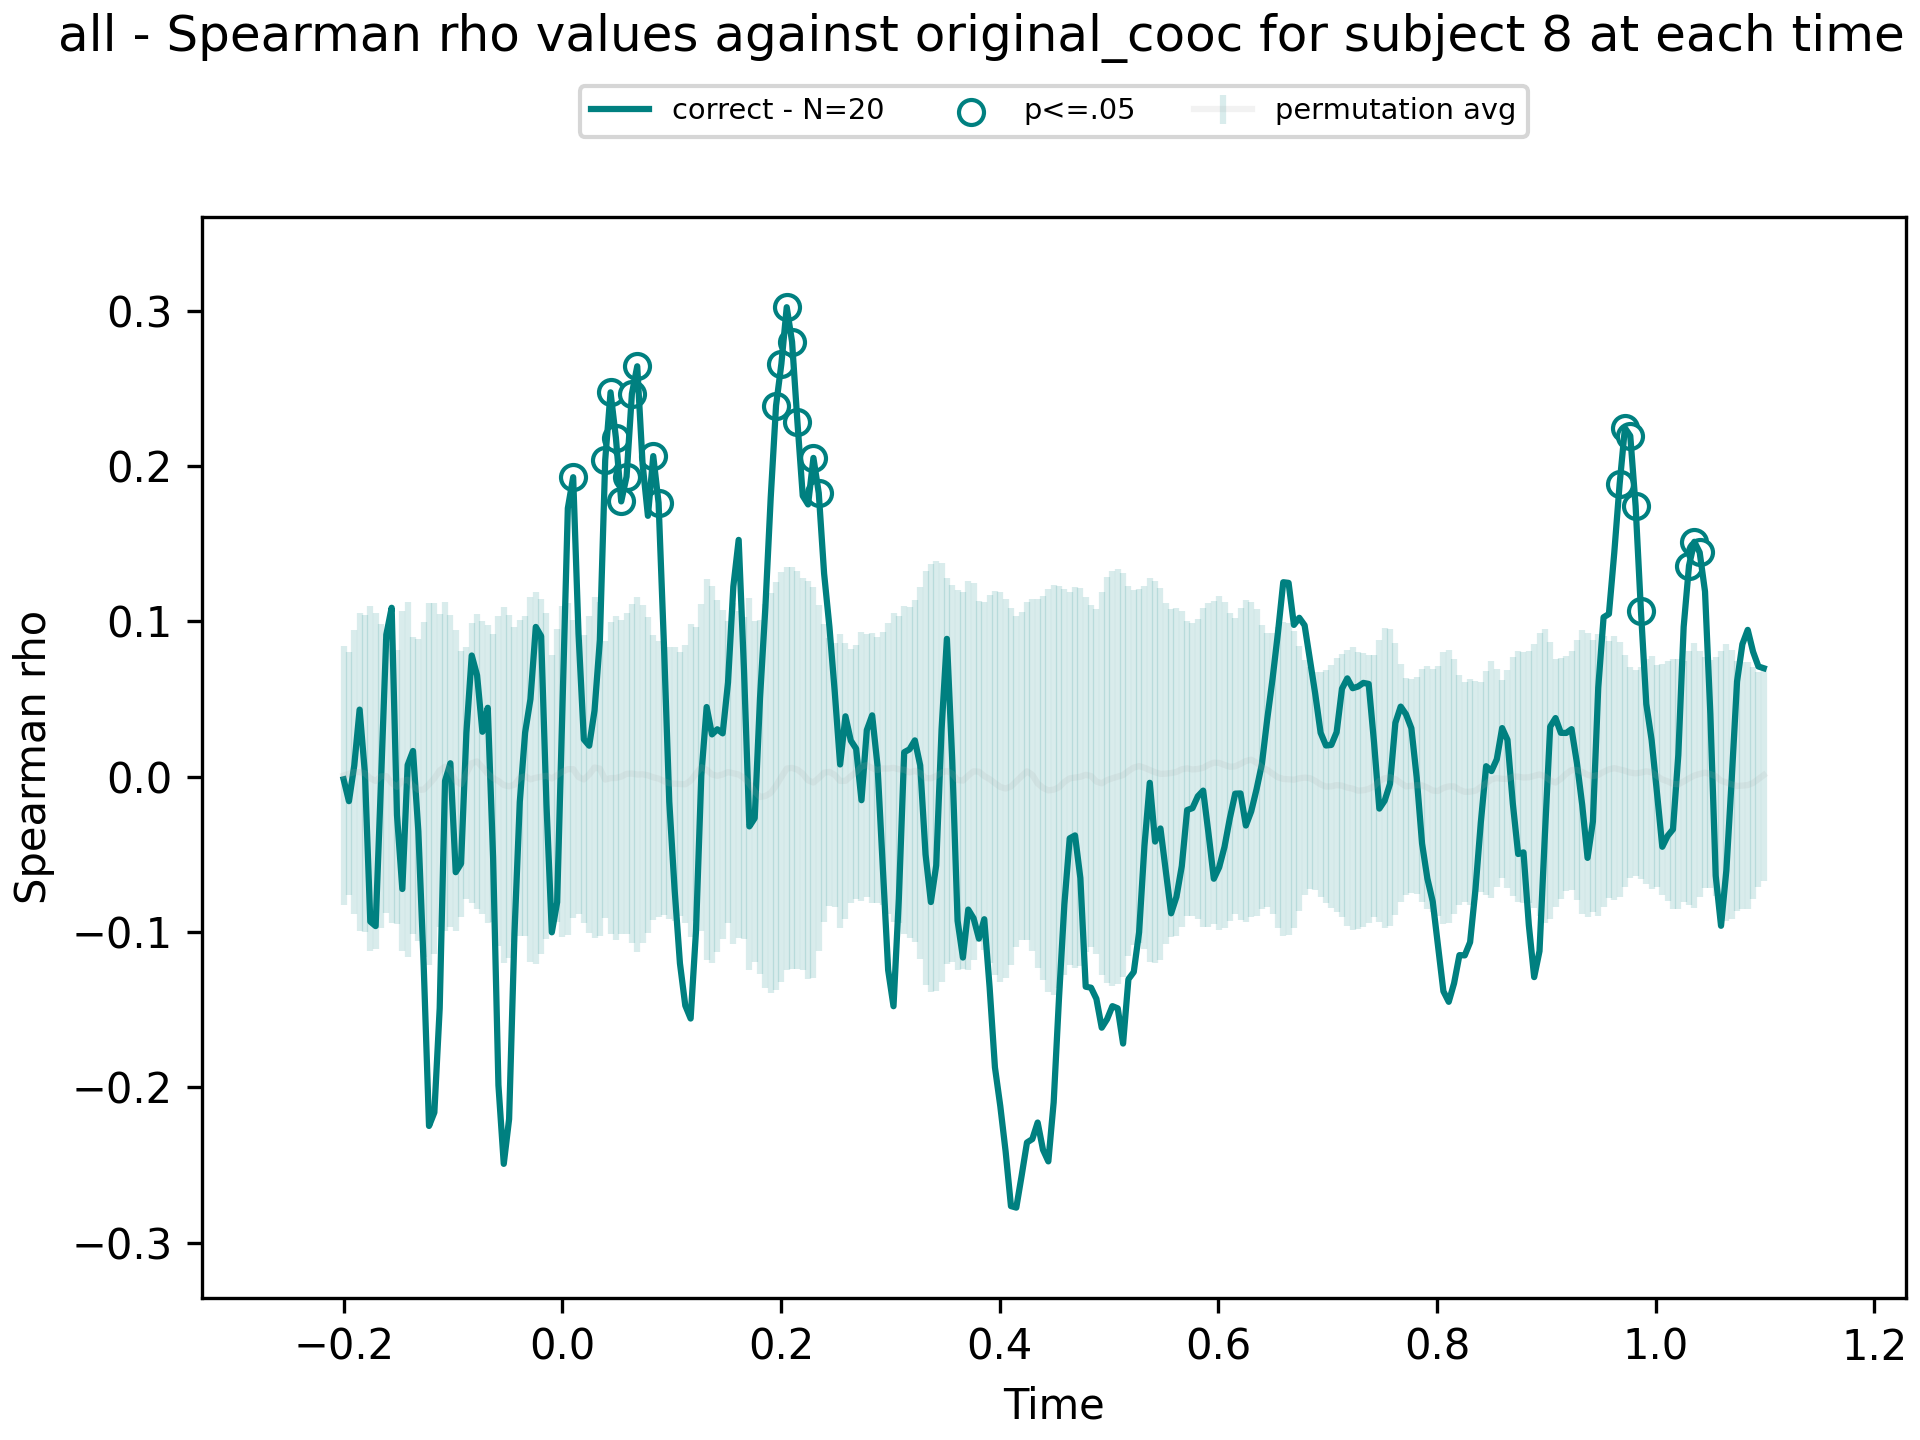 all - Spearman rho values against original_cooc for subject 8 at each time
correct - N=20 p<=.05 permutation avg
0.3
0.2
0.1
0.0
−0.1
−0.2
−0.3
Spearman rho
−0.2 0.0 0.2 0.4 0.6 0.8 1.0 1.2
Time